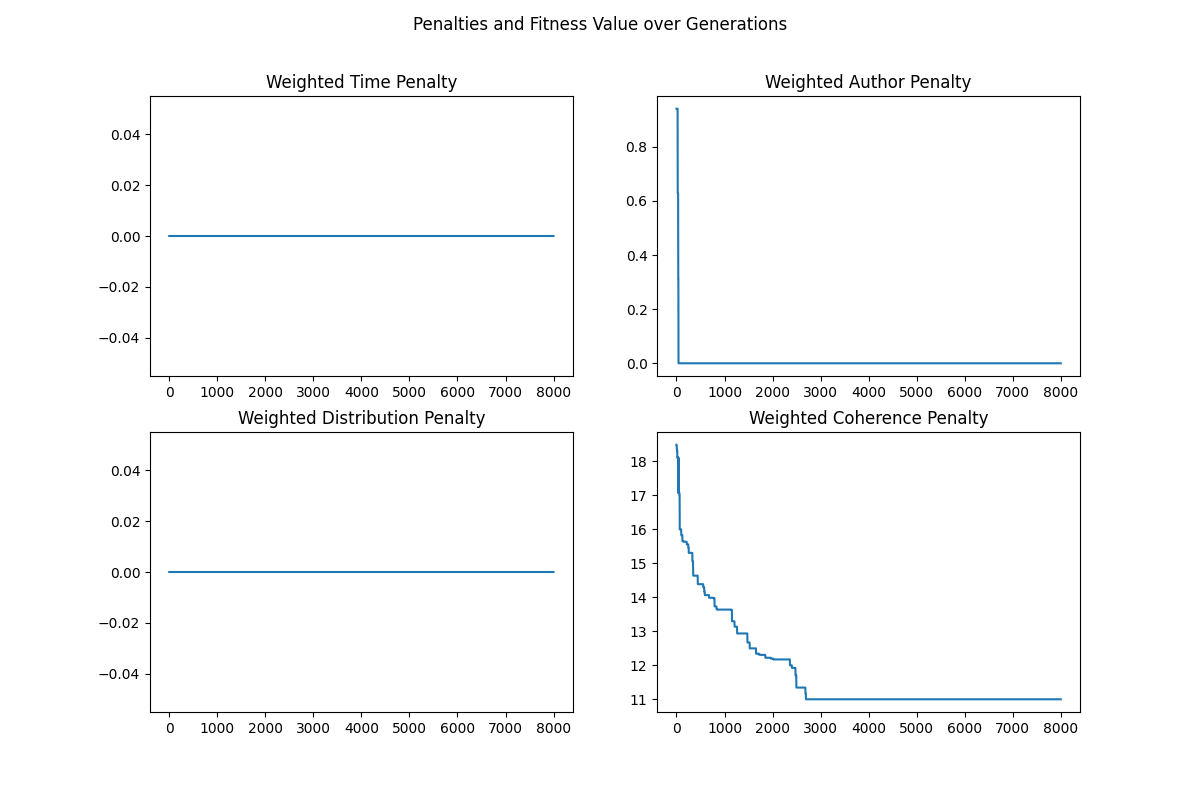 Penalties and Fitness Value over Generations
Weighted Time Penalty
0.04
0.02
0.00
−0.02
−0.04
0 1000 2000 3000 4000 5000 6000 7000 8000
Weighted Author Penalty
0.8
0.6
0.4
0.2
0.0
0 1000 2000 3000 4000 5000 6000 7000 8000
Weighted Distribution Penalty
0.04
0.02
0.00
−0.02
−0.04
0 1000 2000 3000 4000 5000 6000 7000 8000
Weighted Coherence Penalty
18
17
16
15
14
13
12
11
0 1000 2000 3000 4000 5000 6000 7000 8000